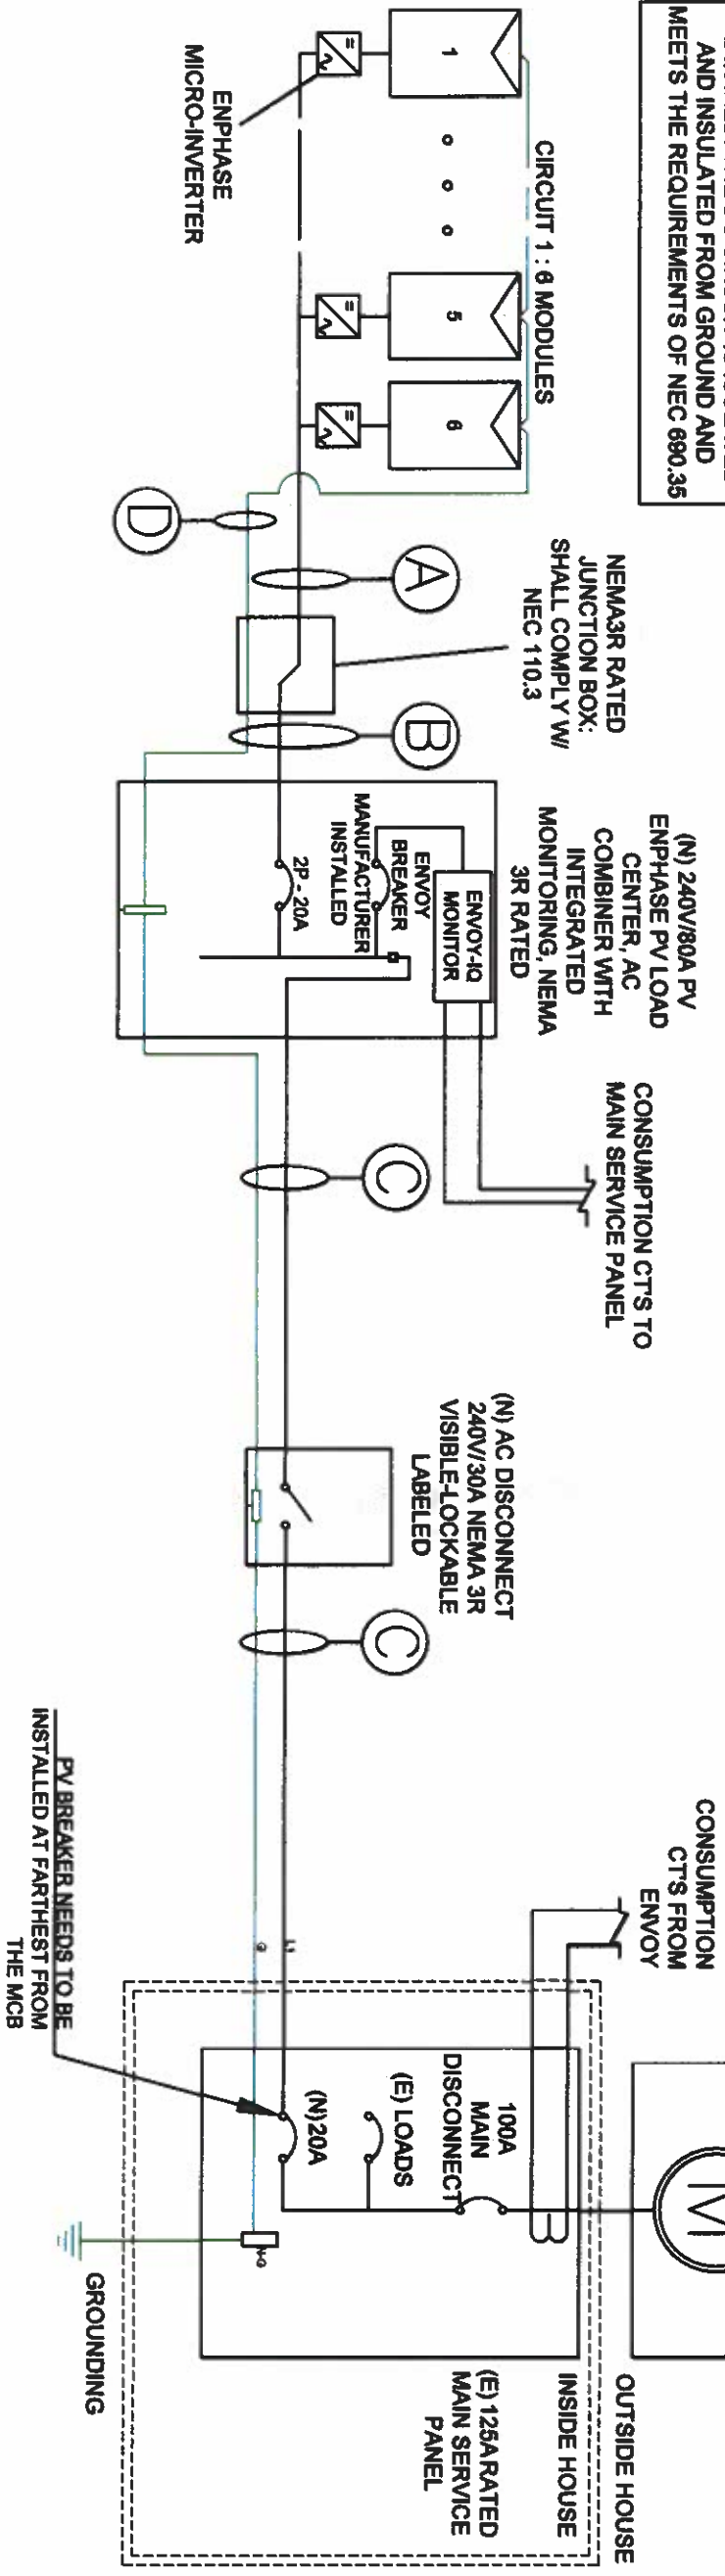 AND INSULATED FROM GROUND AND
MEETS THE REQUIREMENTS OF NEC 690.35
1
5
6
CIRCUIT 1 : 6 MODULES
ENPHASE
MICRO-INVERTER
D
A
B
NEMA3R RATED
JUNCTION BOX:
SHALL COMPLY W/
NEC 110.3
(N) 240V/80A PV
ENPHASE PV LOAD
CENTER, AC
COMBINER WITH
INTEGRATED
MONITORING, NEMA
3R RATED
ENVOY-IQ
MONITOR
ENVOY
BREAKER
MANUFACTURER
INSTALLED
2P - 20A
CONSUMPTION CT'S TO
MAIN SERVICE PANEL
C
(N) AC DISCONNECT
240V/30A NEMA 3R
VISIBLE-LOCKABLE
LABELED
C
CONSUMPTION
CT'S FROM
ENVOY
L1
G
PV BREAKER NEEDS TO BE
INSTALLED AT FARTHEST FROM
THE MCB
M
100A
MAIN
DISCONNECT
(E) LOADS
(N)20A
N-G
GROUNDING
OUTSIDE HOUSE
INSIDE HOUSE
(E) 125A RATED
MAIN SERVICE
PANEL